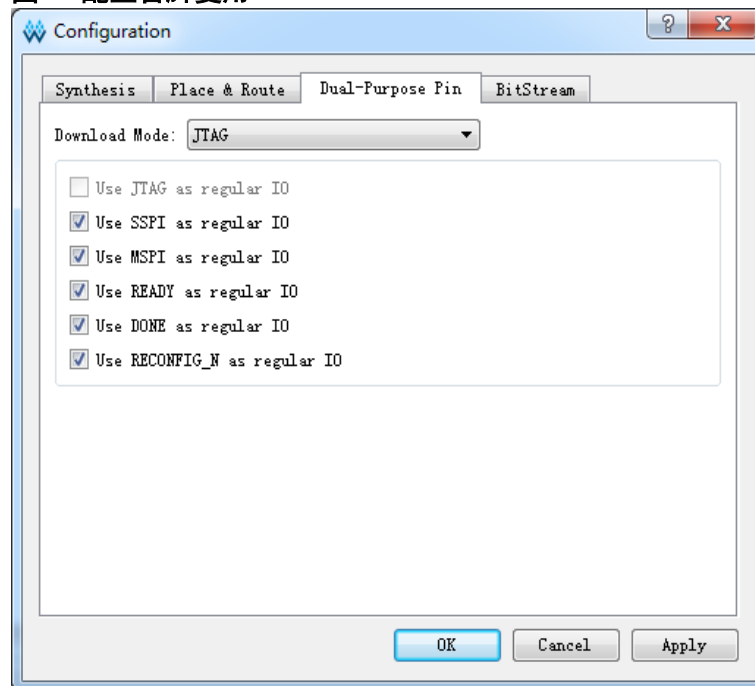 Configuration
Synthesis Place & Route Dual-Purpose Pin BitStream
Download Mode: JTAG
Use JTAG as regular IO
Use SSPI as regular IO
Use MSPI as regular IO
Use READY as regular IO
Use DONE as regular IO
Use RECONFIG_N as regular IO
OK Cancel Apply